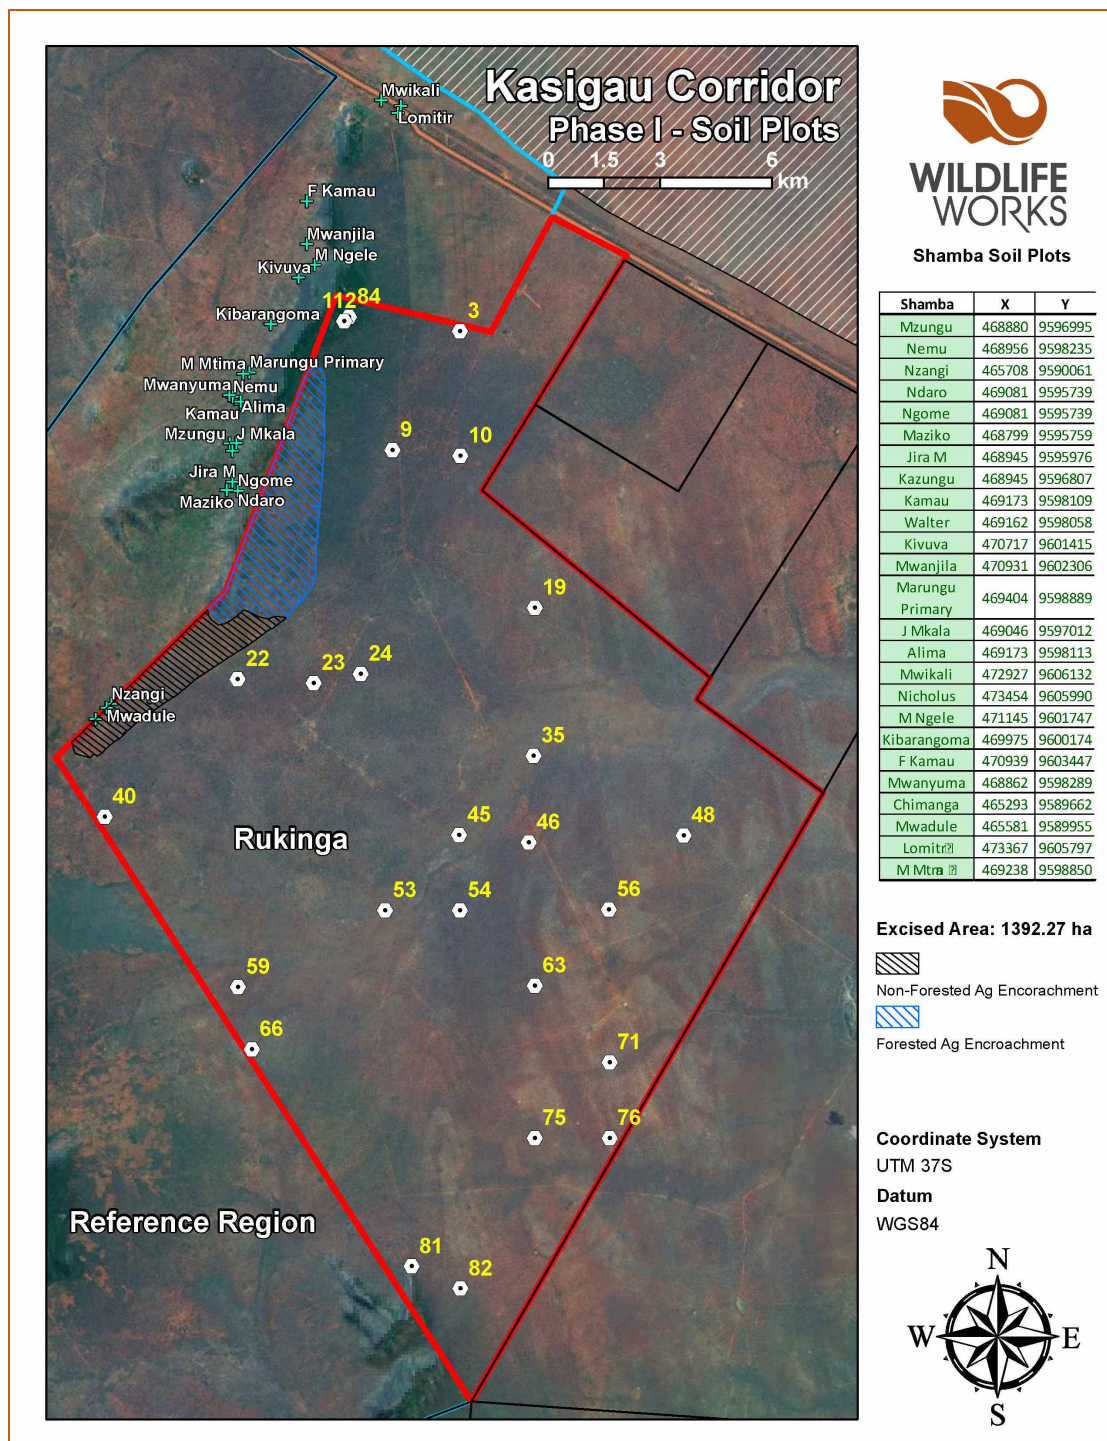 Kasigau Corridor
Phase I - Soil Plots
0 1.5 3 6
km
Mwikali
Lomitir
F Kamau
Mwanjila
M Ngele
Kivuva
Kibarangoma
112 84
3
M Mtima
Marungu Primary
Mwanyuma
Nemu
Kamau
Alima
Mzungu
J Mkala
Jira M
Ngome
Maziko
Ndaro
9
10
19
22
23
24
Nzangi
Mwadule
35
40
Rukinga
45
46
48
53
54
56
59
63
66
71
75
76
Reference Region
81
82
WILDLIFE
WORKS
Shamba Soil Plots
Shamba X Y
Mzungu 468880 9596995
Nemu 468956 9598235
Nzangi 465708 9590061
Ndaro 469081 9595739
Ngome 469081 9595739
Maziko 468799 9595759
Jira M 468945 9595976
Kazungu 468945 9596807
Kamau 469173 9598109
Walter 469162 9598058
Kivuva 470717 9601415
Mwanjila 470931 9602306
Marungu Primary 469404 9598889
J Mkala 469046 9597012
Alima 469173 9598113
Mwikali 472927 9606132
Nicholus 473454 9605990
M Ngele 471145 9601747
Kibarangoma 469975 9600174
F Kamau 470939 9603447
Mwanyuma 468862 9598289
Chimanga 465293 9589662
Mwadule 465581 9589955
473367 9605797
469238 9598850
Excised Area: 1392.27 ha
Non-Forested Ag Encorachment
Forested Ag Encroachment
Coordinate System
UTM 37S
Datum
WGS84
N
W E
S